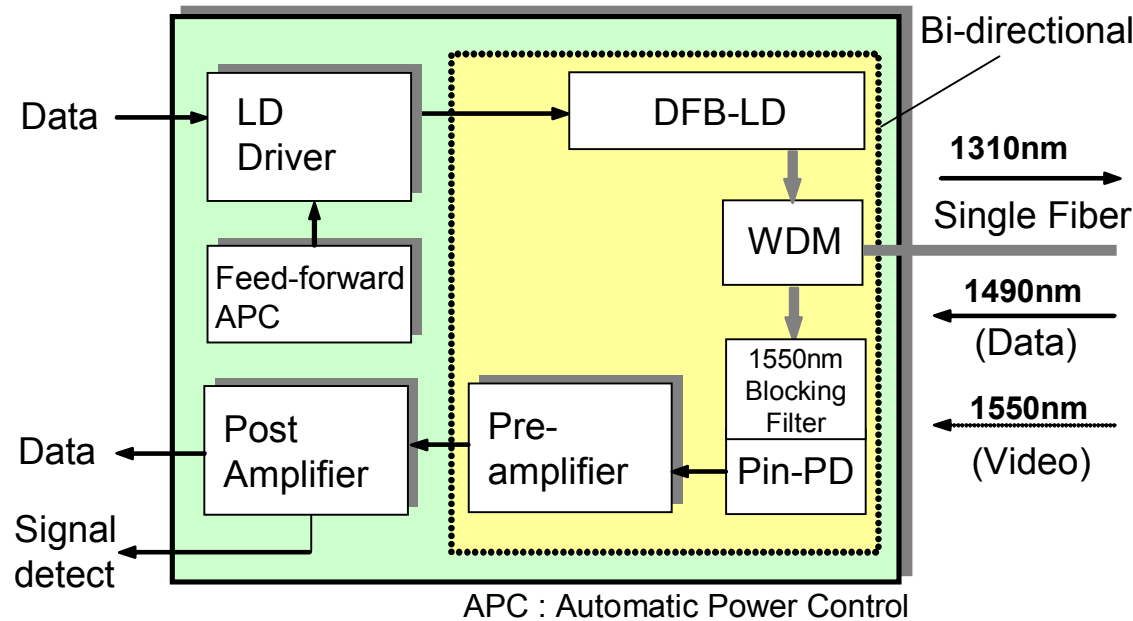 Bi-directional
Data
LD
Driver
DFB-LD
1310nm
Single Fiber
WDM
Feed-forward
APC
1490nm
(Data)
1550nm
Blocking
Filter
Pin-PD
Pre-
amplifier
Post
Amplifier
Data
1550nm
(Video)
Signal
detect
APC : Automatic Power Control